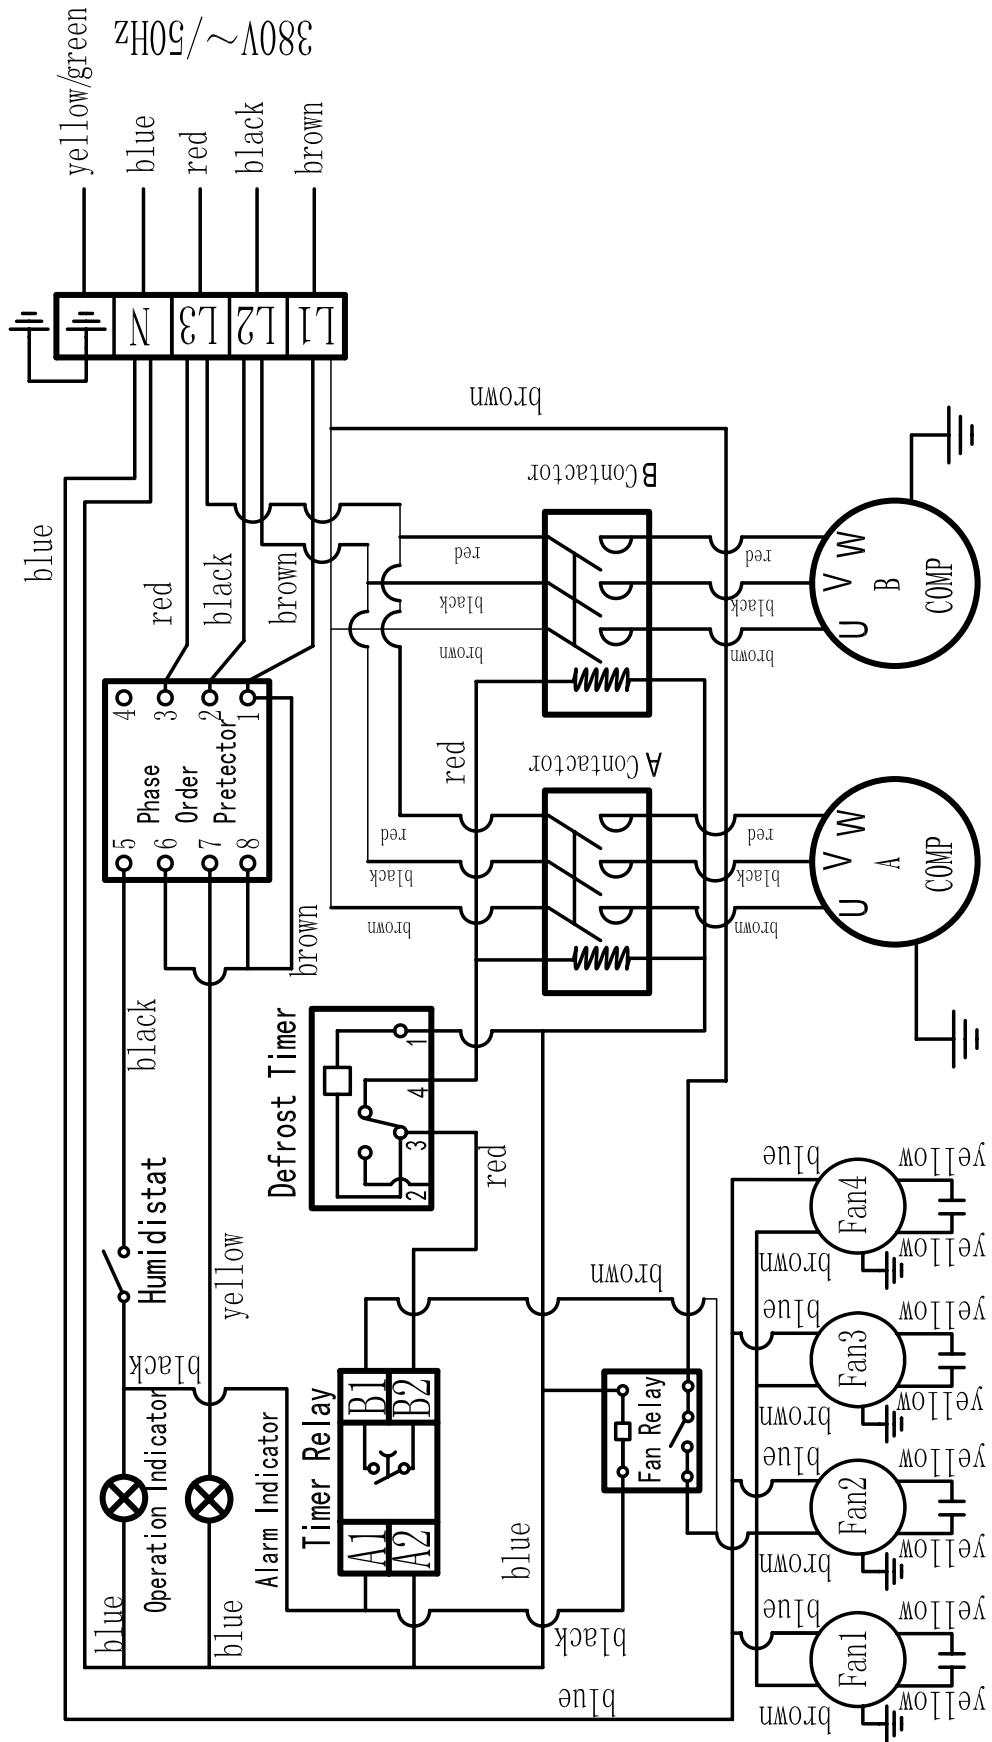 380V~/50Hz
yellow/green
blue
red
black
brown
N
L3
L2
L1
brown
blue
red
black
brown
B Contactor
red
black
brown
red
black
brown
W
V
U
B
COMP
4
3
2
1
Phase
Order
Pretector
5
6
7
8
red
A Contactor
red
black
brown
red
black
brown
W
V
U
A
COMP
brown
black
Defrost Timer
1
4
3
2
red
Humidistat
yellow
black
brown
Operation Indicator
Alarm Indicator
Timer Relay
B1
B2
A1
A2
Fan Relay
blue
blue
blue
black
blue
blue
brown
Fan4
yellow
yellow
blue
brown
Fan3
yellow
yellow
blue
brown
Fan2
yellow
yellow
blue
brown
Fan1
yellow
yellow